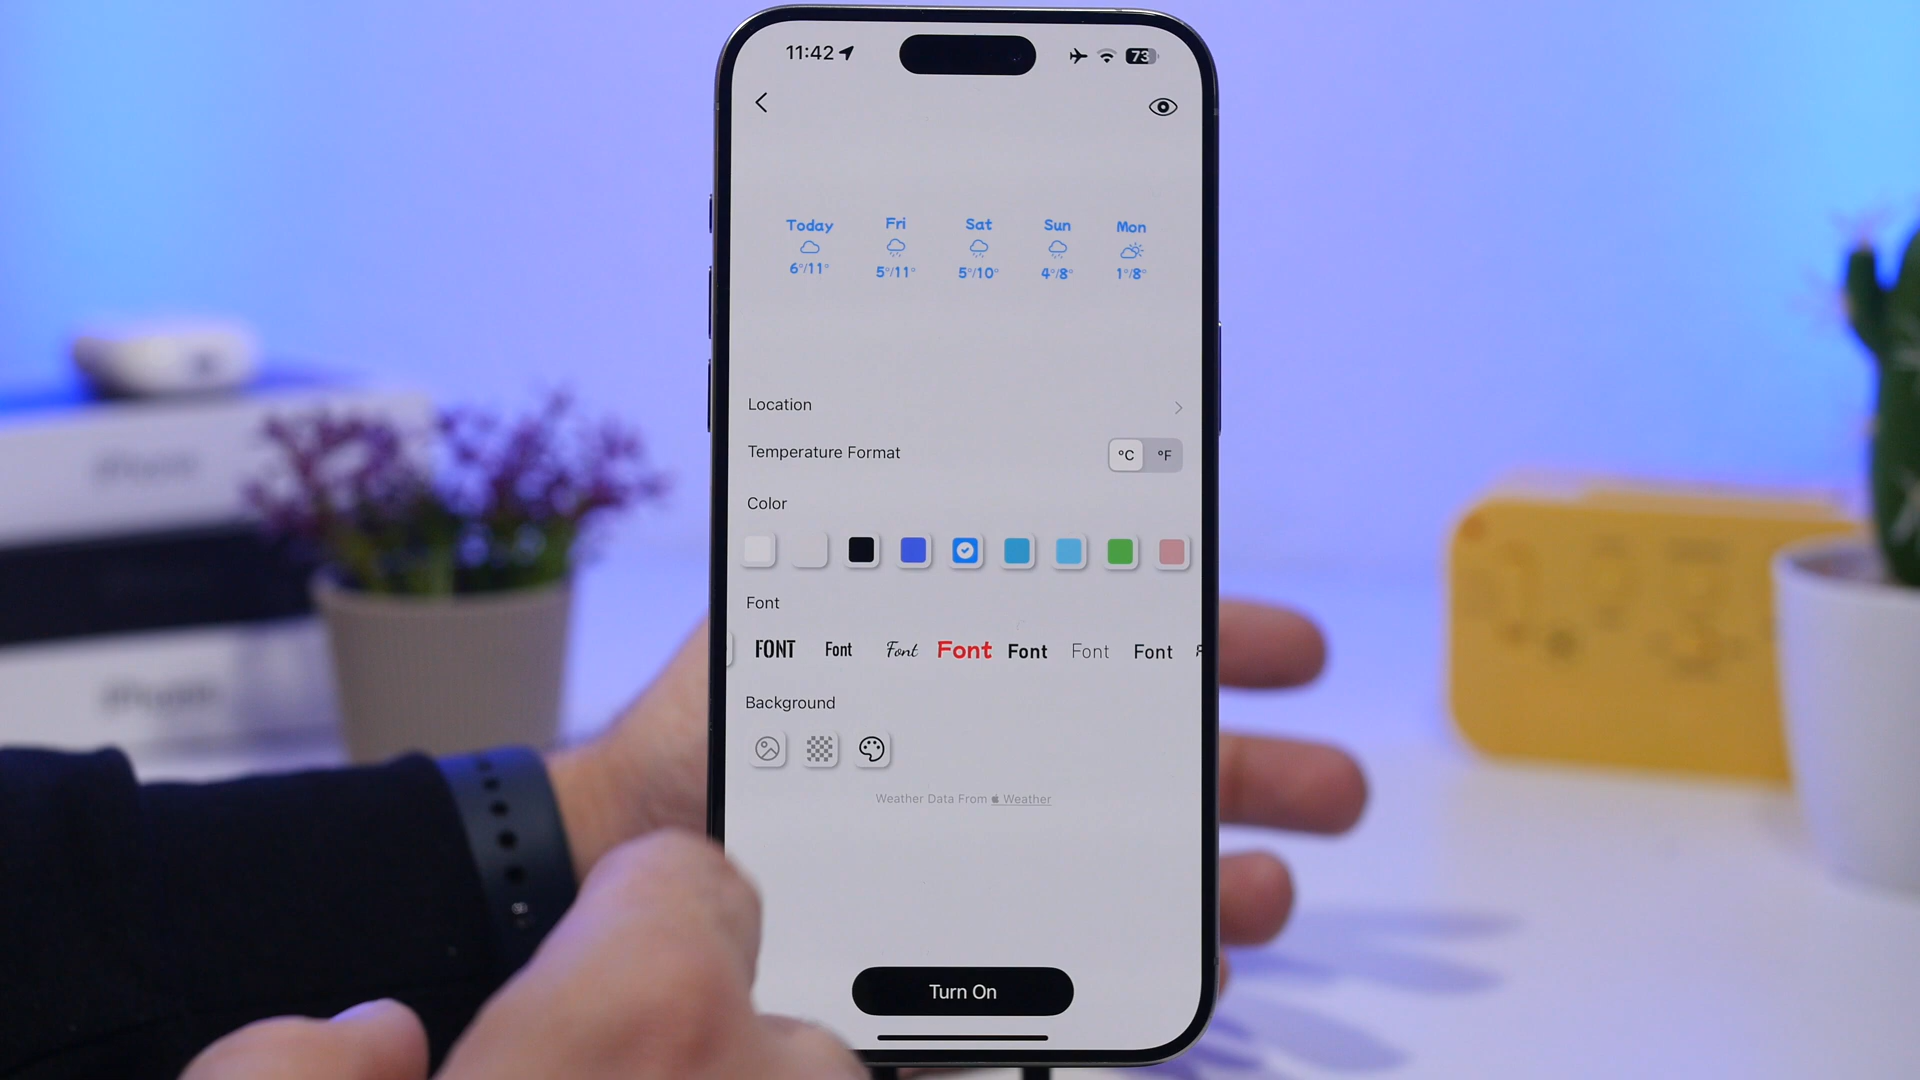 11:42
73
Today Fri Sat Sun Mon
6°/11° 5°/11° 5°/10° 4°/8° 1°/8°
Location
Temperature Format °C °F
Color
Font
FONT Font Font Font Font Font Font
Background
Weather Data From  Weather
Turn On